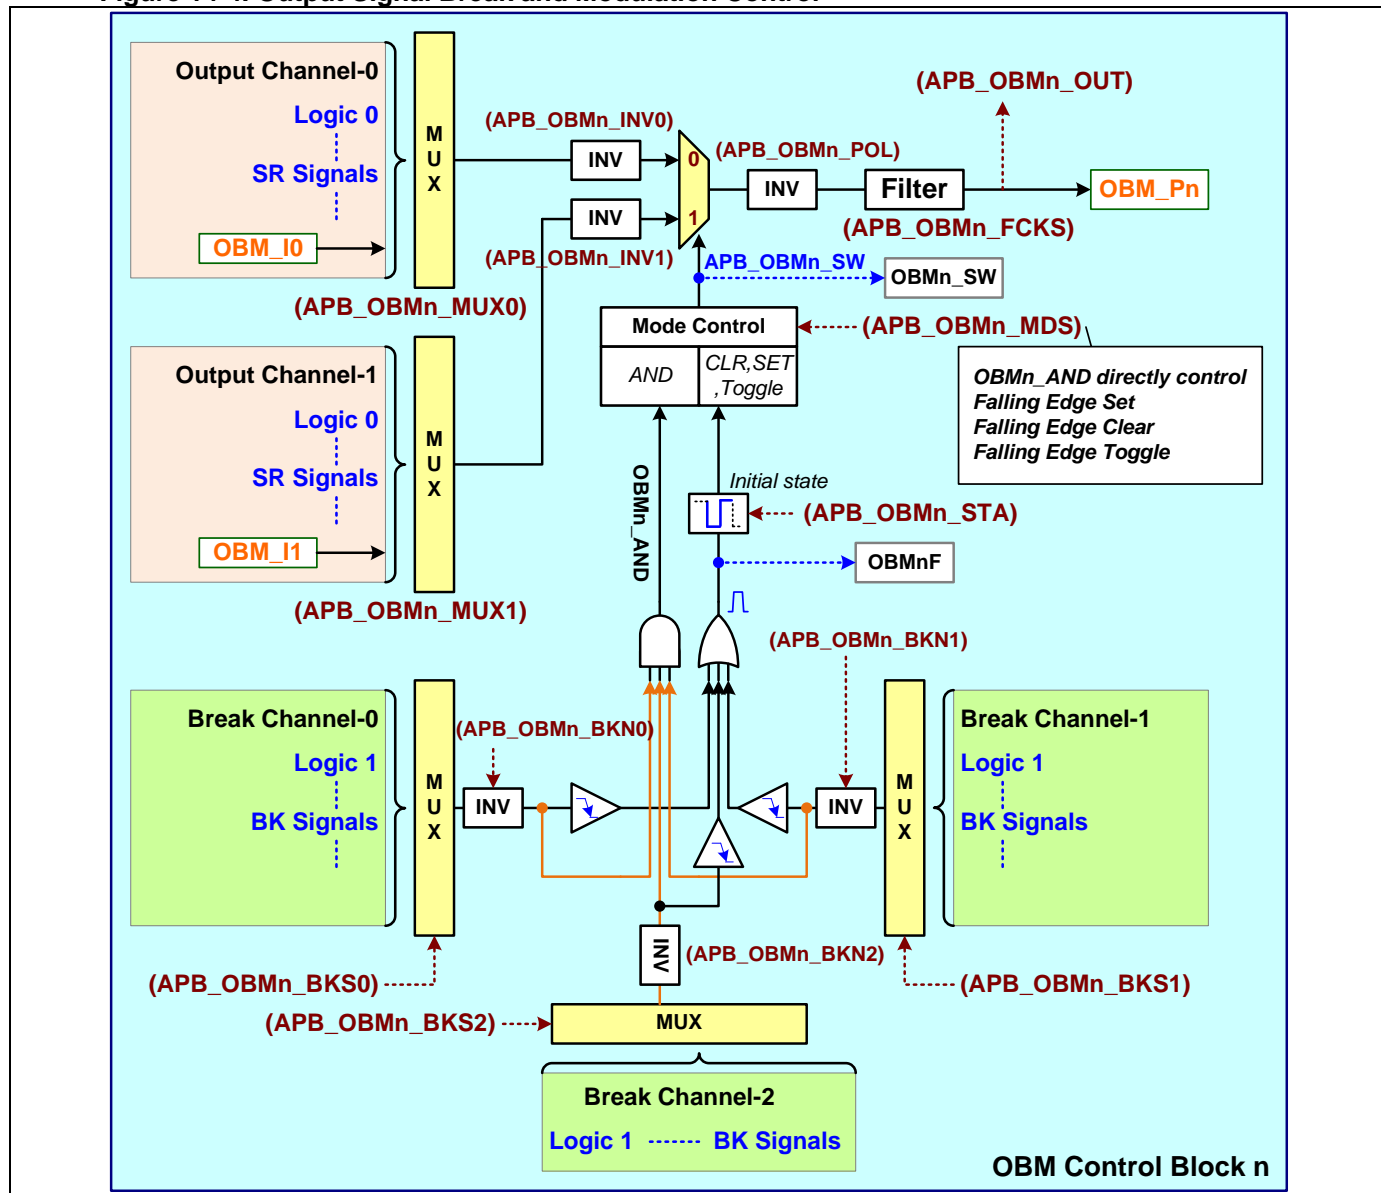 Output Channel-0
Logic 0
SR Signals
OBM_I0
MUX
(APB_OBMn_MUX0)
(APB_OBMn_INV0)
INV
0
1
INV
(APB_OBMn_INV1)
(APB_OBMn_POL)
INV
Filter
(APB_OBMn_FCKS)
(APB_OBMn_OUT)
OBM_Pn
APB_OBMn_SW
OBMn_SW
Mode Control
AND
CLR,SET
,Toggle
(APB_OBMn_MDS)
OBMn_AND directly control
Falling Edge Set
Falling Edge Clear
Falling Edge Toggle
Output Channel-1
Logic 0
SR Signals
OBM_I1
MUX
(APB_OBMn_MUX1)
OBMn_AND
Initial state
(APB_OBMn_STA)
OBMnF
(APB_OBMn_BKN1)
Break Channel-0
Logic 1
BK Signals
MUX
(APB_OBMn_BKN0)
INV
INV
MUX
Break Channel-1
Logic 1
BK Signals
(APB_OBMn_BKS0)
INV
(APB_OBMn_BKN2)
(APB_OBMn_BKS1)
(APB_OBMn_BKS2)
MUX
Break Channel-2
Logic 1
BK Signals
OBM Control Block n